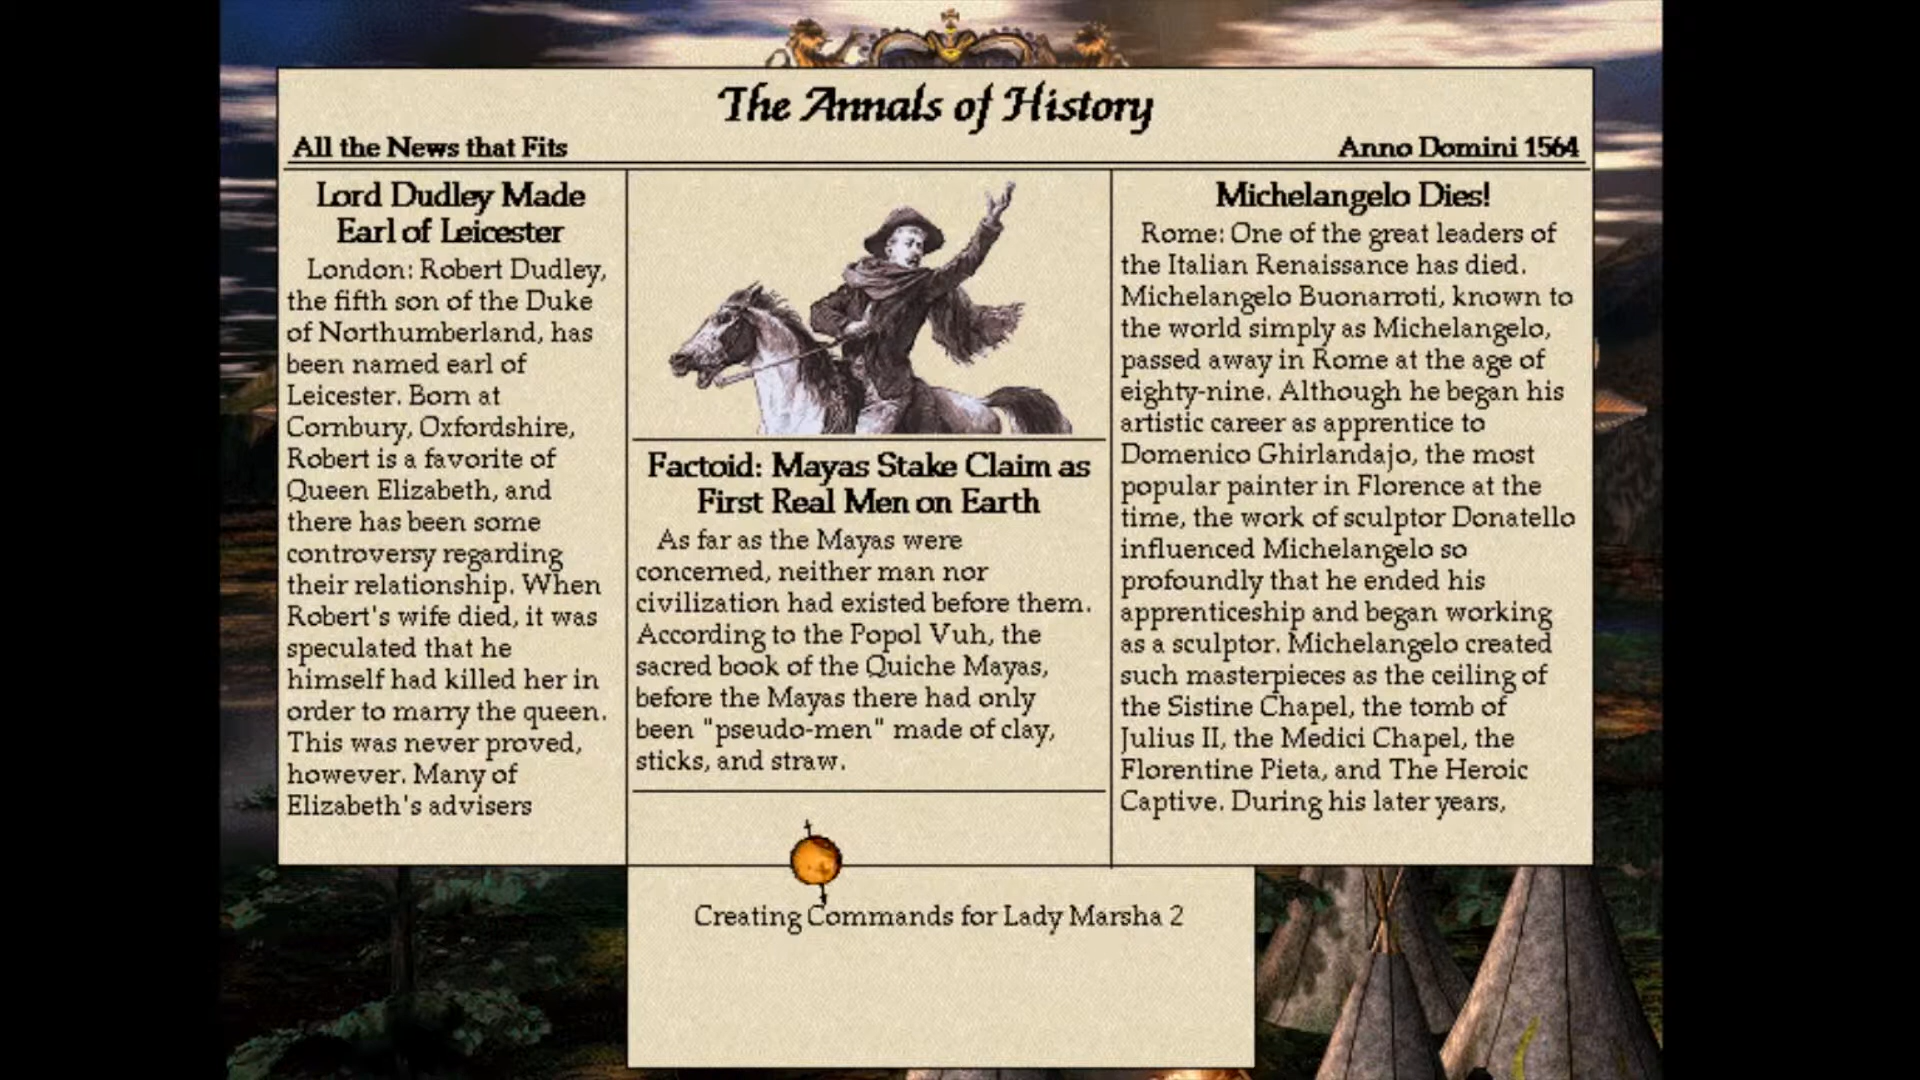 The Annals of History
All the News that Fits
Anno Domini 1564
Lord Dudley Made
Earl of Leicester
London: Robert Dudley,
the fifth son of the Duke
of Northumberland, has
been named earl of
Leicester. Born at
Cornbury, Oxfordshire,
Robert is a favorite of
Queen Elizabeth, and
there has been some
controversy regarding
their relationship. When
Robert's wife died, it was
speculated that he
himself had killed her in
order to marry the queen.
This was never proved,
however. Many of
Elizabeth's advisers
Factoid: Mayas Stake Claim as
First Real Men on Earth
As far as the Mayas were
concerned, neither man nor
civilization had existed before them.
According to the Popol Vuh, the
sacred book of the Quiche Mayas,
before the Mayas there had only
been "pseudo-men" made of clay,
sticks, and straw.
Michelangelo Dies!
Rome: One of the great leaders of
the Italian Renaissance has died.
Michelangelo Buonarroti, known to
the world simply as Michelangelo,
passed away in Rome at the age of
eighty-nine. Although he began his
artistic career as apprentice to
Domenico Ghirlandajo, the most
popular painter in Florence at the
time, the work of sculptor Donatello
influenced Michelangelo so
profoundly that he ended his
apprenticeship and began working
as a sculptor. Michelangelo created
such masterpieces as the ceiling of
the Sistine Chapel, the tomb of
Julius II, the Medici Chapel, the
Florentine Pieta, and The Heroic
Captive. During his later years,
Creating Commands for Lady Marsha 2